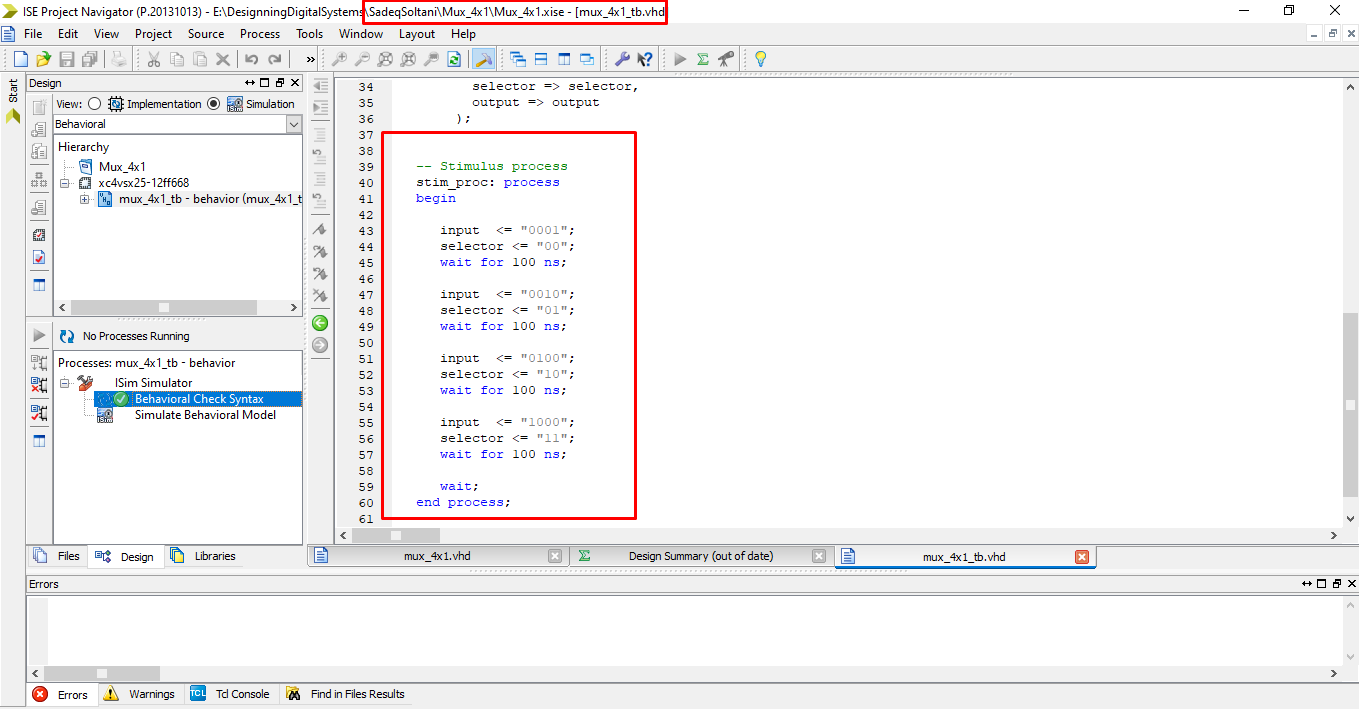 ISE Project Navigator (P.20131013) - E:\DesignningDigitalSystems\SadeqSoltani\Mux_4x1\Mux_4x1.xise - [mux_4x1_tb.vhd
File Edit View Project Source Process Tools Window Layout Help
»
Start
Design
View: Implementation Simulation
Behavioral
Hierarchy
Mux_4x1
xc4vsx25-12ff668
mux_4x1_tb - behavior (mux_4x1_t
No Processes Running
Processes: mux_4x1_tb - behavior
ISim Simulator
Behavioral Check Syntax
Simulate Behavioral Model
Files Design Libraries
34 selector => selector,
35 output => output
36 );
37
38
39 -- Stimulus process
40 stim_proc: process
41 begin
42
43 input <= "0001";
44 selector <= "00";
45 wait for 100 ns;
46
47 input <= "0010";
48 selector <= "01";
49 wait for 100 ns;
50
51 input <= "0100";
52 selector <= "10";
53 wait for 100 ns;
54
55 input <= "1000";
56 selector <= "11";
57 wait for 100 ns;
58
59 wait;
60 end process;
61
mux_4x1.vhd Design Summary (out of date) mux_4x1_tb.vhd
Errors
Errors Warnings Tcl Console Find in Files Results